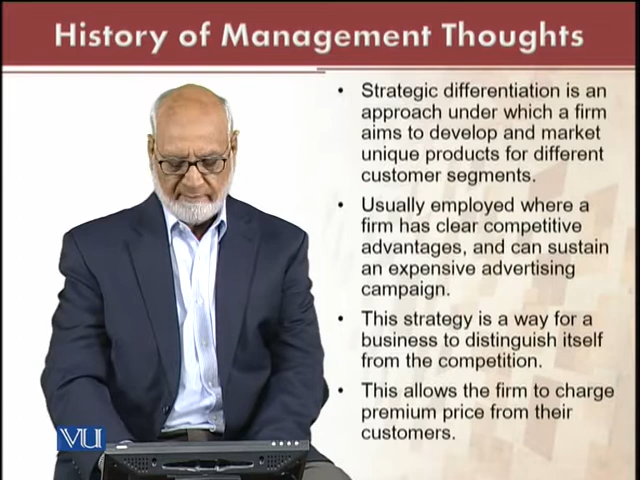 History of Management Thoughts
• Strategic differentiation is an
approach under which a firm
aims to develop and market
unique products for different
customer segments.
• Usually employed where a
firm has clear competitive
advantages, and can sustain
an expensive advertising
campaign.
• This strategy is a way for a
business to distinguish itself
from the competition.
• This allows the firm to charge
premium price from their
customers.
VU